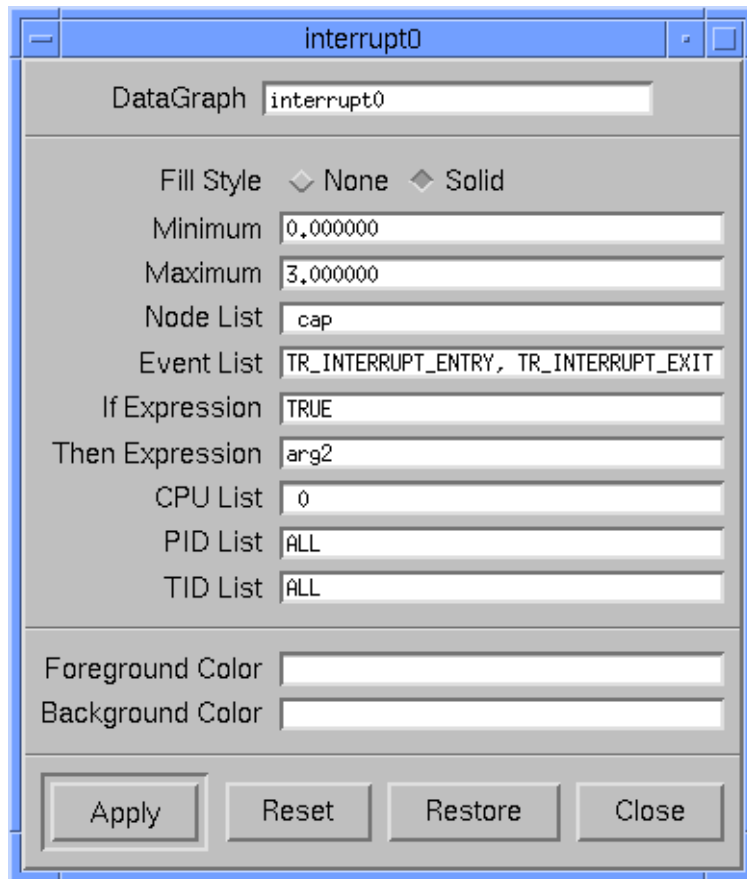 interrupt0
DataGraph interrupt0
Fill Style None Solid
Minimum 0.000000
Maximum 3.000000
Node List cap
Event List TR_INTERRUPT_ENTRY, TR_INTERRUPT_EXIT
If Expression TRUE
Then Expression arg2
CPU List 0
PID List ALL
TID List ALL
Foreground Color
Background Color
Apply Reset Restore Close